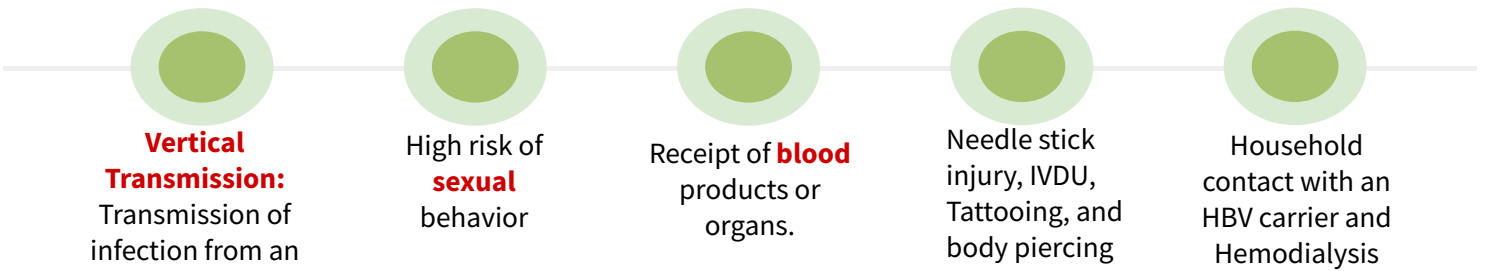 Vertical
Transmission:
Transmission of
infection from an
High risk of
sexual
behavior
Receipt of blood
products or
organs.
Needle stick
injury, IVDU,
Tattooing, and
body piercing
Household
contact with an
HBV carrier and
Hemodialysis